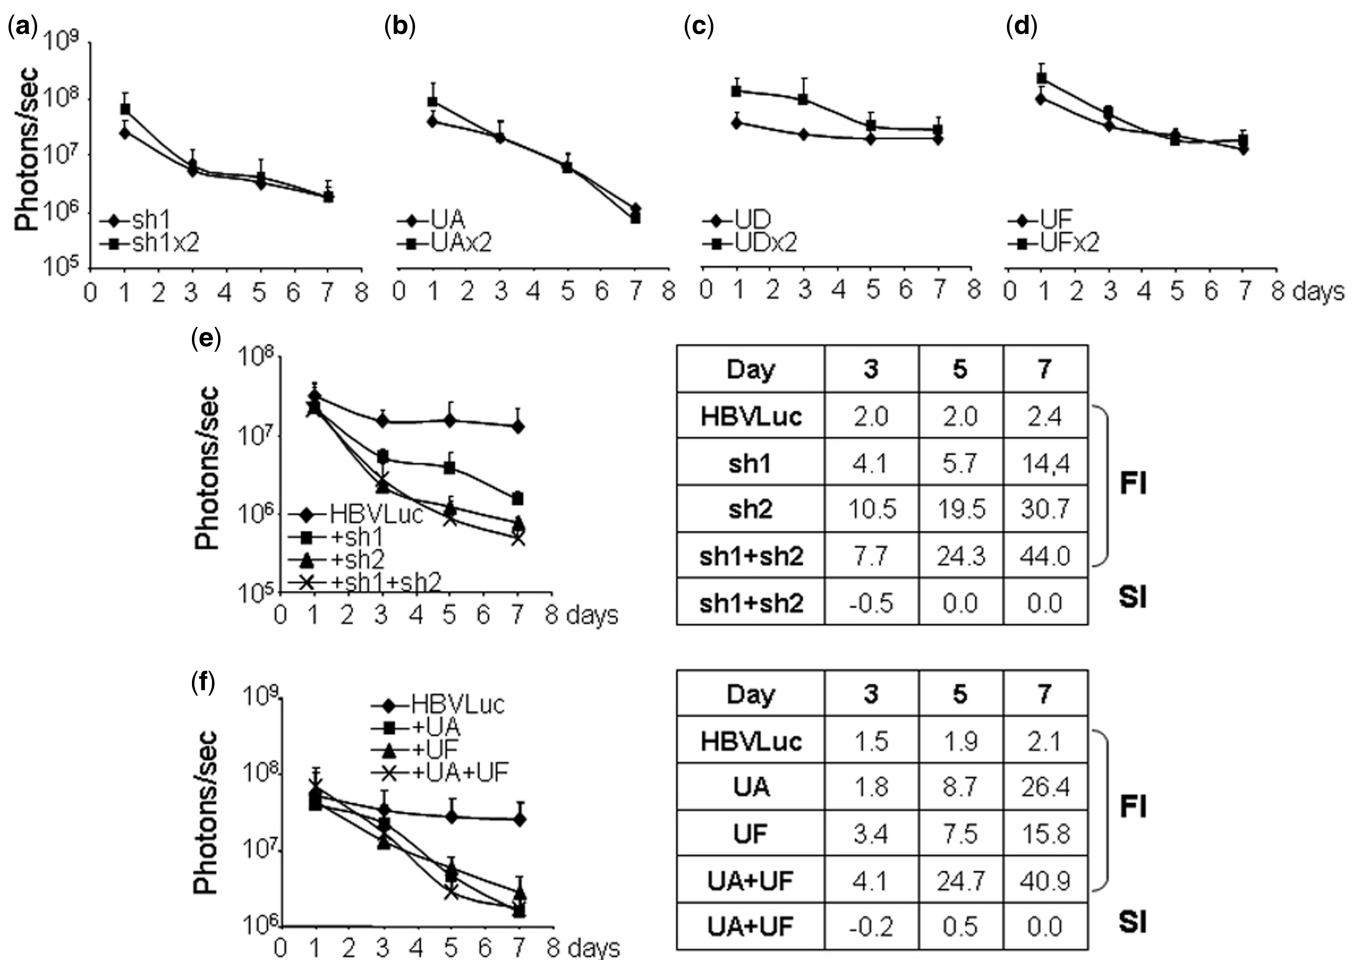 (a) (b) (c) (d)
Photons/sec
10⁹
10⁸
10⁷
10⁶
10⁵
sh1
sh1x2
UA
UAx2
UD
UDx2
UF
UFx2
0 1 2 3 4 5 6 7 8
0 1 2 3 4 5 6 7 8
0 1 2 3 4 5 6 7 8
0 1 2 3 4 5 6 7 8 days
(e)
Photons/sec
10⁸
10⁷
10⁶
10⁵
HBVLuc
+sh1
+sh2
+sh1+sh2
0 1 2 3 4 5 6 7 8 days
Day 3 5 7
HBVLuc 2.0 2.0 2.4
sh1 4.1 5.7 14,4
sh2 10.5 19.5 30.7
sh1+sh2 7.7 24.3 44.0
sh1+sh2 -0.5 0.0 0.0
FI
SI
(f)
Photons/sec
10⁹
10⁸
10⁷
10⁶
HBVLuc
+UA
+UF
+UA+UF
0 1 2 3 4 5 6 7 8 days
Day 3 5 7
HBVLuc 1.5 1.9 2.1
UA 1.8 8.7 26.4
UF 3.4 7.5 15.8
UA+UF 4.1 24.7 40.9
UA+UF -0.2 0.5 0.0
FI
SI